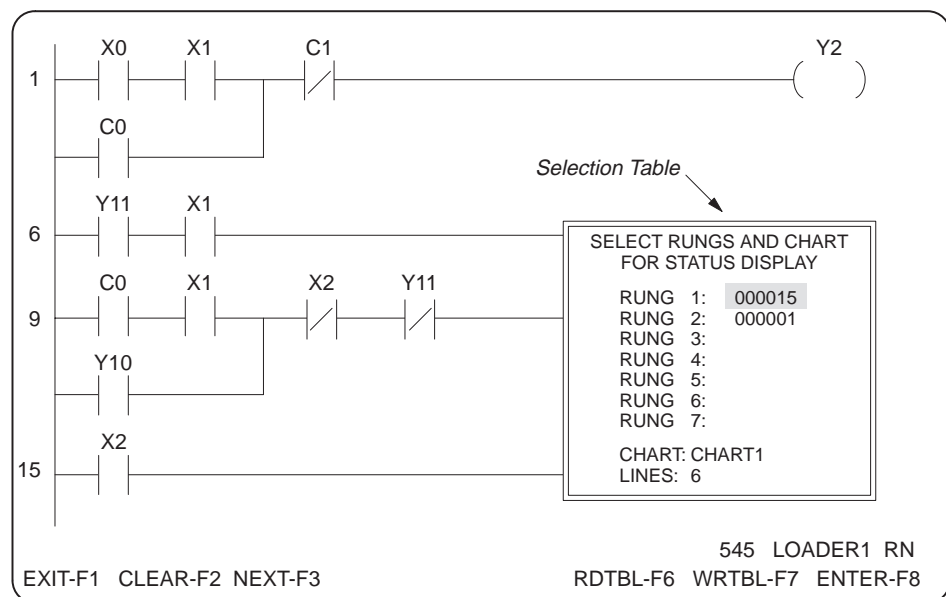 X0 X1 C1 Y2
1
C0
Selection Table
Y11 X1
6
SELECT RUNGS AND CHART
FOR STATUS DISPLAY
C0 X1 X2 Y11
9
RUNG 1: 000015
RUNG 2: 000001
RUNG 3:
RUNG 4:
RUNG 5:
RUNG 6:
RUNG 7:
Y10
X2
15
CHART: CHART1
LINES: 6
545 LOADER1 RN
EXIT-F1 CLEAR-F2 NEXT-F3 RDTBL-F6 WRTBL-F7 ENTER-F8